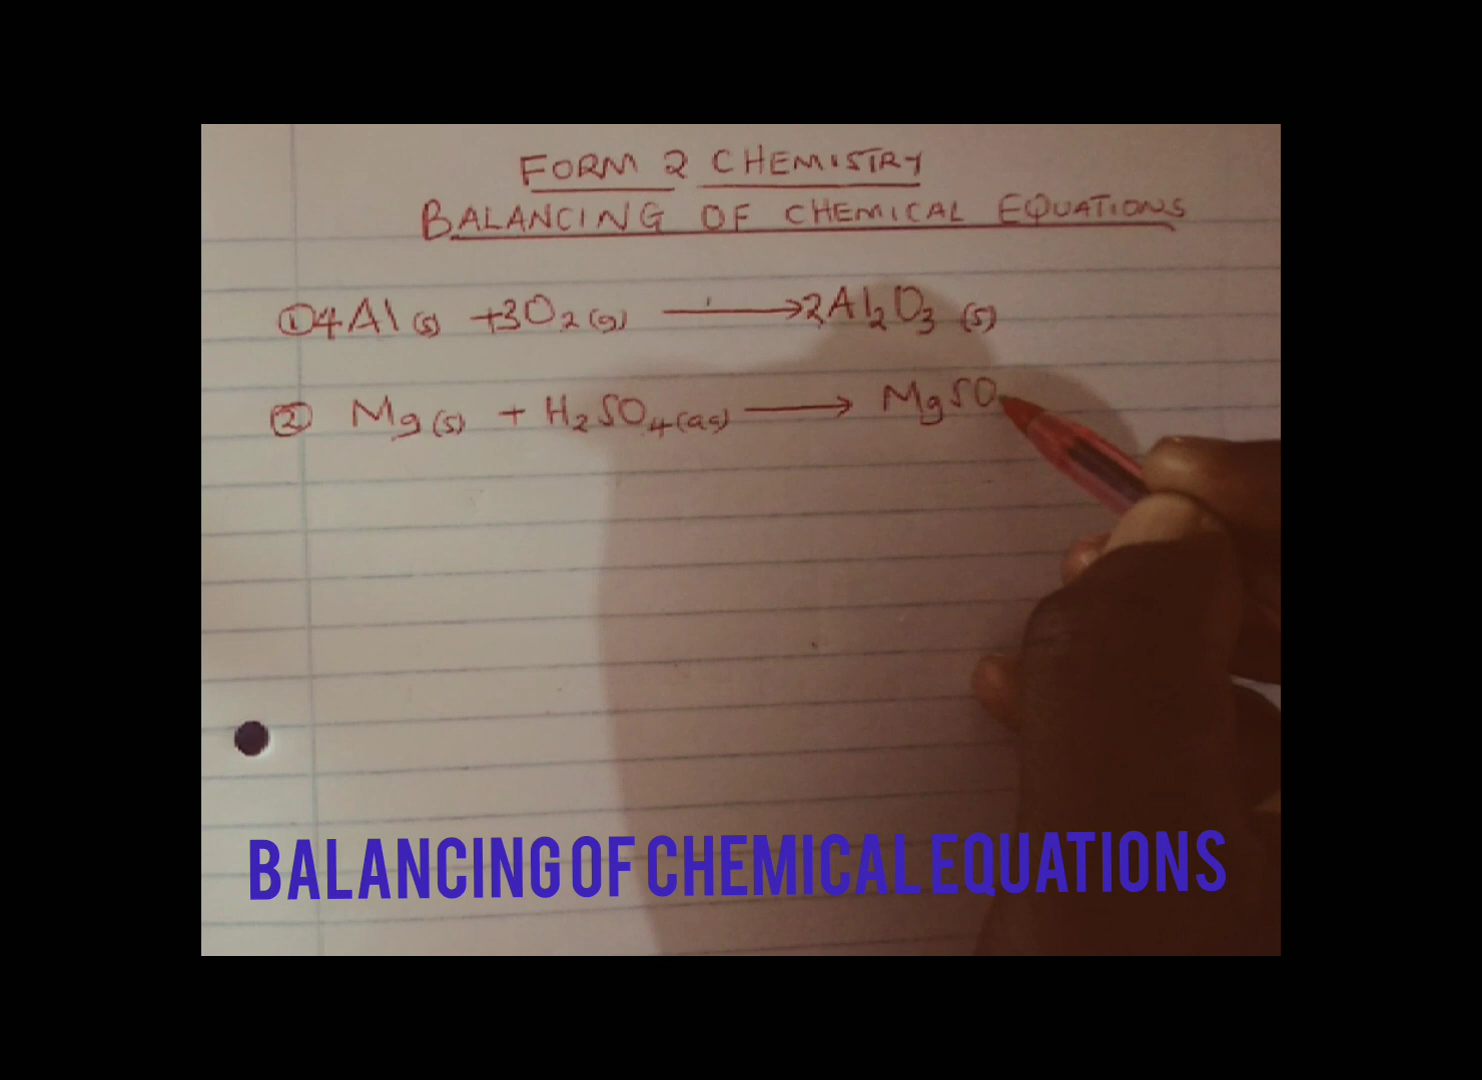 FORM 2 CHEMISTRY
BALANCING OF CHEMICAL EQUATIONS
① 4Al(s) + 3O₂(g) ⟶ 2Al₂O₃ (s)
② Mg(s) + H₂SO₄(aq) ⟶ MgSO
BALANCING OF CHEMICAL EQUATIONS